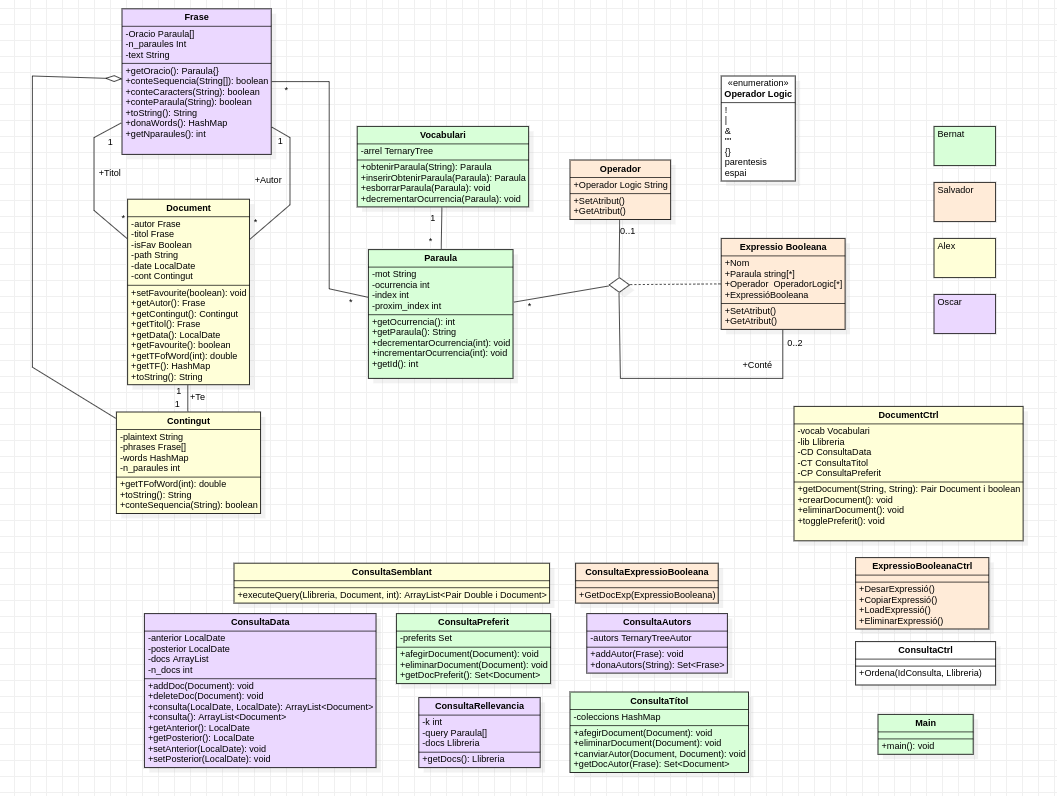 Frase
-Oracio Paraula[]
-n_paraules Int
-text String
+getOracio(): Paraula{}
+conteSequencia(String[]): boolean
+conteCaracters(String): boolean
+conteParaula(String): boolean
+toString(): String
+donaWords(): HashMap
+getNparaules(): int
*
1
1
+Titol
+Autor
*
*
Document
-autor Frase
-titol Frase
-isFav Boolean
-path String
-date LocalDate
-cont Contingut
+setFavourite(boolean): void
+getAutor(): Frase
+getContingut(): Contingut
+getTitol(): Frase
+getData(): LocalDate
+getFavourite(): boolean
+getTFofWord(int): double
+getTF(): HashMap
+toString(): String
1
+Te
1
Contingut
-plaintext String
-phrases Frase[]
-words HashMap
-n_paraules int
+getTFofWord(int): double
+toString(): String
+conteSequencia(String): boolean
Vocabulari
-arrel TernaryTree
+obtenirParaula(String): Paraula
+inserirObtenirParaula(Paraula): Paraula
+esborrarParaula(Paraula): void
+decrementarOcurrencia(Paraula): void
1
*
Paraula
-mot String
-ocurrencia int
-index int
-proxim_index int
+getOcurrencia(): int
+getParaula(): String
+decrementarOcurrencia(int): void
+incrementarOcurrencia(int): void
+getId(): int
*
*
Operador
+Operador Logic String
+SetAtribut()
+GetAtribut()
0..1
«enumeration»
Operador Logic
!
|
&
""
{}
parentesis
espai
Expressio Booleana
+Nom
+Paraula string[*]
+Operador OperadorLogic[*]
+ExpressióBooleana
+SetAtribut()
+GetAtribut()
0..2
+Conté
Bernat
Salvador
Alex
Oscar
DocumentCtrl
-vocab Vocabulari
-lib Llibreria
-CD ConsultaData
-CT ConsultaTitol
-CP ConsultaPreferit
+getDocument(String, String): Pair Document i boolean
+crearDocument(): void
+eliminarDocument(): void
+togglePreferit(): void
ConsultaSemblant
+executeQuery(Llibreria, Document, int): ArrayList<Pair Double i Document>
ConsultaExpressioBooleana
+GetDocExp(ExpressioBooleana)
ExpressioBooleanaCtrl
+DesarExpressió()
+CopiarExpressió()
+LoadExpressió()
+EliminarExpressió()
ConsultaData
-anterior LocalDate
-posterior LocalDate
-docs ArrayList
-n_docs int
+addDoc(Document): void
+deleteDoc(Document): void
+consulta(LocalDate, LocalDate): ArrayList<Document>
+consulta(): ArrayList<Document>
+getAnterior(): LocalDate
+getPosterior(): LocalDate
+setAnterior(LocalDate): void
+setPosterior(LocalDate): void
ConsultaPreferit
-preferits Set
+afegirDocument(Document): void
+eliminarDocument(Document): void
+getDocPreferit(): Set<Document>
ConsultaAutors
-autors TernaryTreeAutor
+addAutor(Frase): void
+donaAutors(String): Set<Frase>
ConsultaCtrl
+Ordena(IdConsulta, Llibreria)
ConsultaRellevancia
-k int
-query Paraula[]
-docs Llibreria
+getDocs(): Llibreria
ConsultaTítol
-coleccions HashMap
+afegirDocument(Document): void
+eliminarDocument(Document): void
+canviarAutor(Document, Document): void
+getDocAutor(Frase): Set<Document>
Main
+main(): void